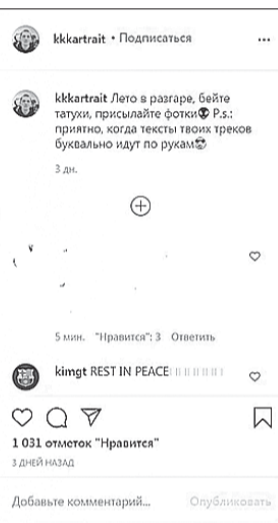 kkkartrait • Подписаться
kkkartrait Лето в разгаре, бейте
татухи, присылайте фотки👽 P.s.:
приятно, когда тексты твоих треков
буквально идут по рукам😎
3 дн.
5 мин. "Нравится": 3 Ответить
kimgt REST IN PEACE
1 031 отметок "Нравится"
3 ДНЕЙ НАЗАД
Добавьте комментарий... Опубликовать